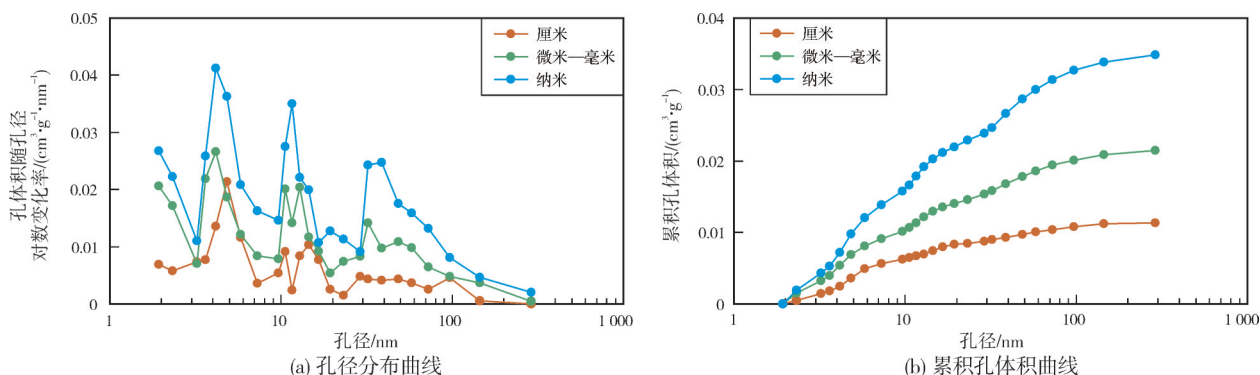 0.05
0.04
0.03
0.02
0.01
0
孔体积随孔径
对数变化率/(cm³·g⁻¹·nm⁻¹)
厘米
微米—毫米
纳米
1
10
100
1 000
孔径/nm
(a) 孔径分布曲线
0.04
0.03
0.02
0.01
0
累积孔体积/(cm³·g⁻¹)
厘米
微米—毫米
纳米
1
10
100
1 000
孔径/nm
(b) 累积孔体积曲线